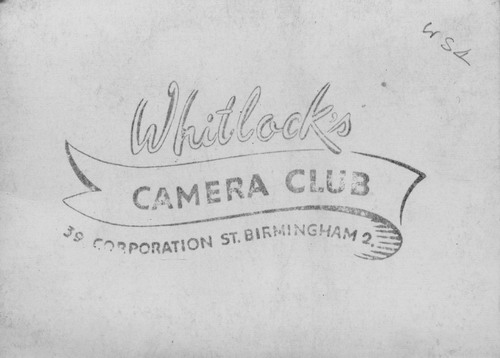 Whitlock's
CAMERA CLUB
39 CORPORATION ST. BIRMINGHAM 2.